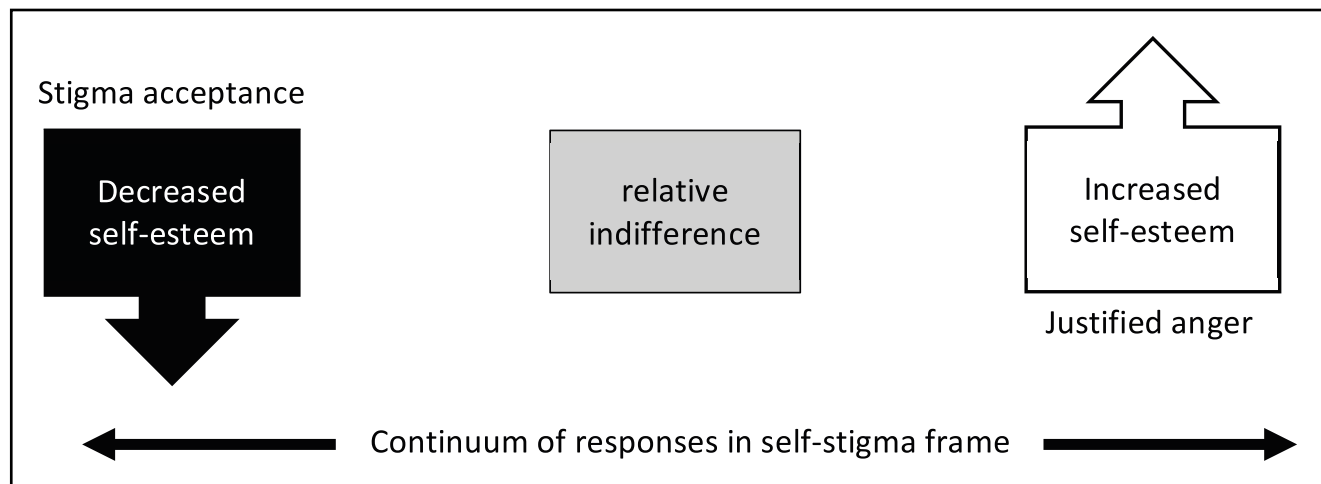 Stigma acceptance
Decreased
self-esteem
relative
indifference
Increased
self-esteem
Justified anger
Continuum of responses in self-stigma frame